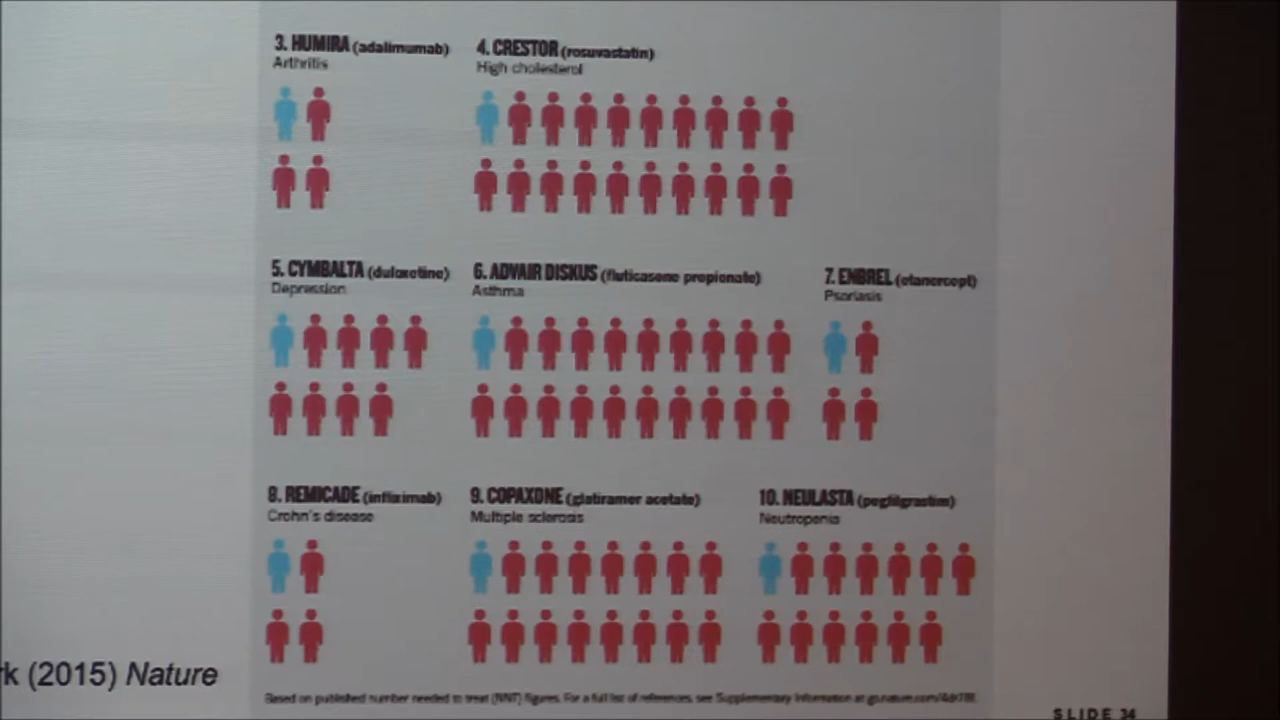 3. HUMIRA (adalimumab)
Arthritis
4. CRESTOR (rosuvastatin)
High cholesterol
5. CYMBALTA (duloxetine)
Depression
6. ADVAIR DISKUS (fluticasone propionate)
Asthma
7. ENBREL (etanercept)
Psoriasis
8. REMICADE (infliximab)
Crohn's disease
9. COPAXONE (glatiramer acetate)
Multiple sclerosis
10. NEULASTA (pegfilgrastim)
Neutropenia
rk (2015) Nature
Based on published number needed to treat (NNT) figures. For a full list of references, see Supplementary Information at
SLIDE 34